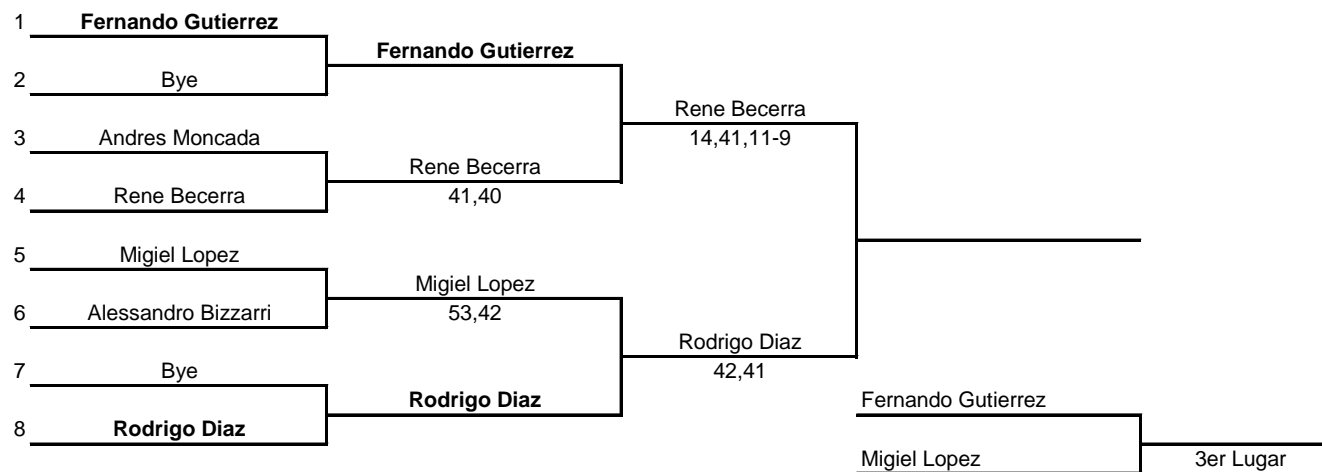 1 Fernando Gutierrez
Fernando Gutierrez
2 Bye
Rene Becerra
3 Andres Moncada
14,41,11-9
Rene Becerra
4 Rene Becerra
41,40
5 Migiel Lopez
Migiel Lopez
6 Alessandro Bizzarri
53,42
Rodrigo Diaz
7 Bye
42,41
Rodrigo Diaz
Fernando Gutierrez
8 Rodrigo Diaz
Migiel Lopez
3er Lugar